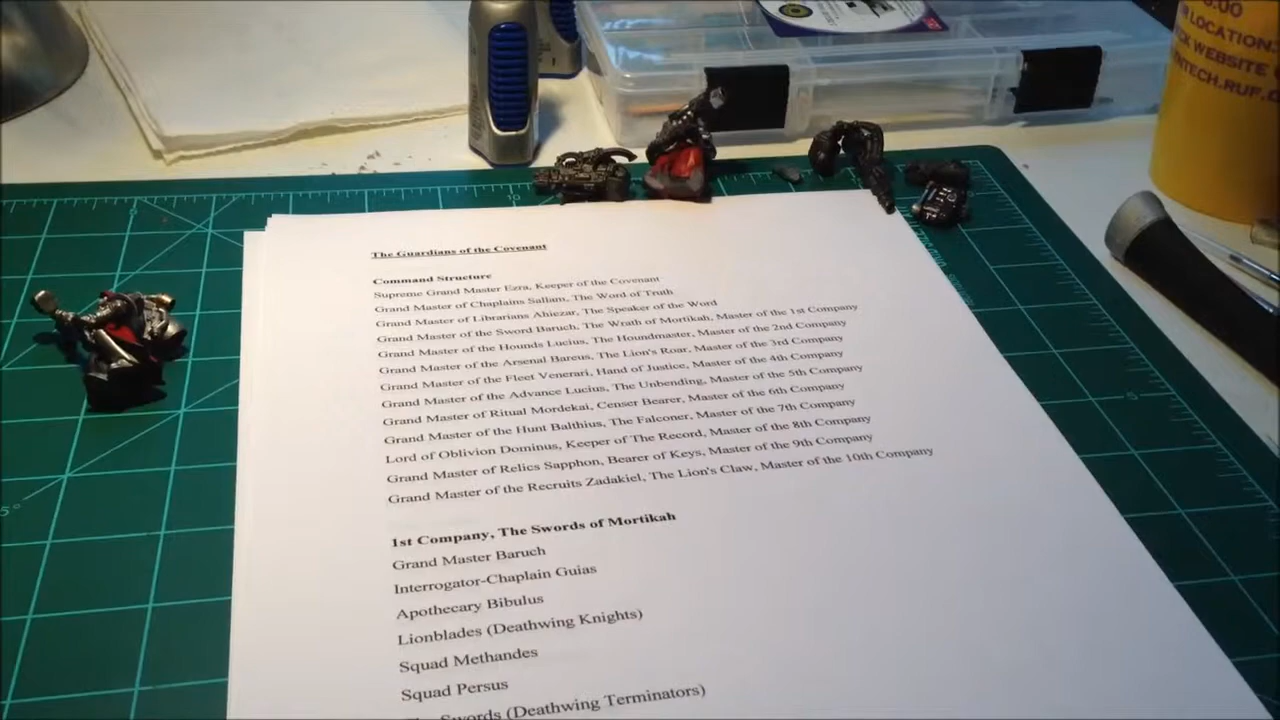 The Guardians of the Covenant
Command Structure
Supreme Grand Master Ezra, Keeper of the Covenant
Grand Master of Chaplains Sallam, The Word of Truth
Grand Master of Librarians Ahiezar, The Speaker of the Word
Grand Master of the Sword Baruch, The Wrath of Mortikah, Master of the 1st Company
Grand Master of the Hounds Lucius, The Houndmaster, Master of the 2nd Company
Grand Master of the Arsenal Bareus, The Lion's Roar, Master of the 3rd Company
Grand Master of the Fleet Venerari, Hand of Justice, Master of the 4th Company
Grand Master of the Advance Lucius, The Unbending, Master of the 5th Company
Grand Master of Ritual Mordekai, Censer Bearer, Master of the 6th Company
Grand Master of the Hunt Balthius, The Falconer, Master of the 7th Company
Lord of Oblivion Dominus, Keeper of The Record, Master of the 8th Company
Grand Master of Relics Sapphon, Bearer of Keys, Master of the 9th Company
Grand Master of the Recruits Zadakiel, The Lion's Claw, Master of the 10th Company
1st Company, The Swords of Mortikah
Grand Master Baruch
Interrogator-Chaplain Guias
Apothecary Bibulus
Lionblades (Deathwing Knights)
Squad Methandes
Squad Persus
Swords (Deathwing Terminators)
LOCATIONS
WEBSITE
NTECH.RUF.